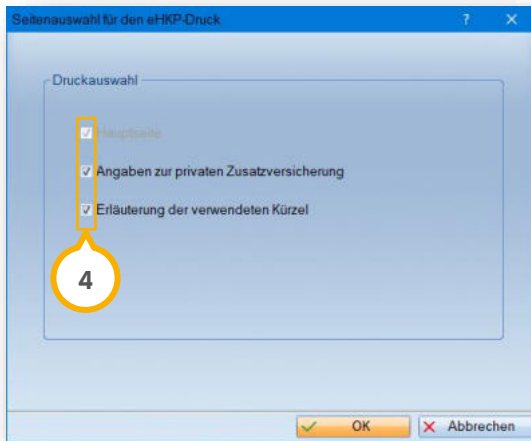 Seitenauswahl für den eHKP-Druck
Druckauswahl
Hauptseite
Angaben zur privaten Zusatzversicherung
Erläuterung der verwendeten Kürzel
4
OK
Abbrechen